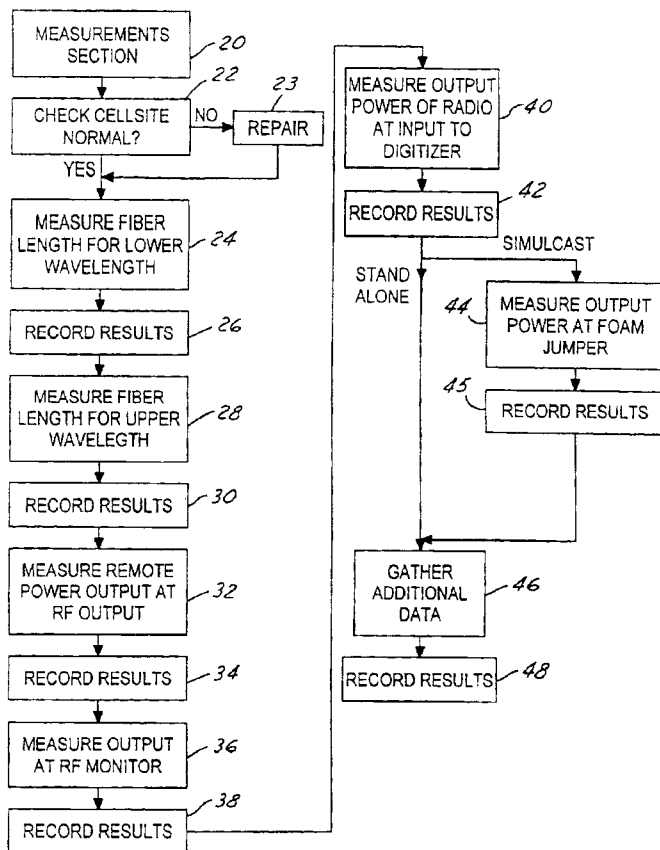 MEASUREMENTS
SECTION
20
22
CHECK CELLSITE
NORMAL?
NO
23
REPAIR
YES
MEASURE FIBER
LENGTH FOR LOWER
WAVELENGTH
24
RECORD RESULTS
26
MEASURE FIBER
LENGTH FOR UPPER
WAVELEGTH
28
RECORD RESULTS
30
MEASURE REMOTE
POWER OUTPUT AT
RF OUTPUT
32
RECORD RESULTS
34
MEASURE OUTPUT
AT RF MONITOR
36
38
RECORD RESULTS
MEASURE OUTPUT
POWER OF RADIO
AT INPUT TO
DIGITIZER
40
RECORD RESULTS
42
SIMULCAST
STAND
ALONE
44
MEASURE OUTPUT
POWER AT FOAM
JUMPER
45
RECORD RESULTS
GATHER
ADDITIONAL
DATA
46
RECORD RESULTS
48